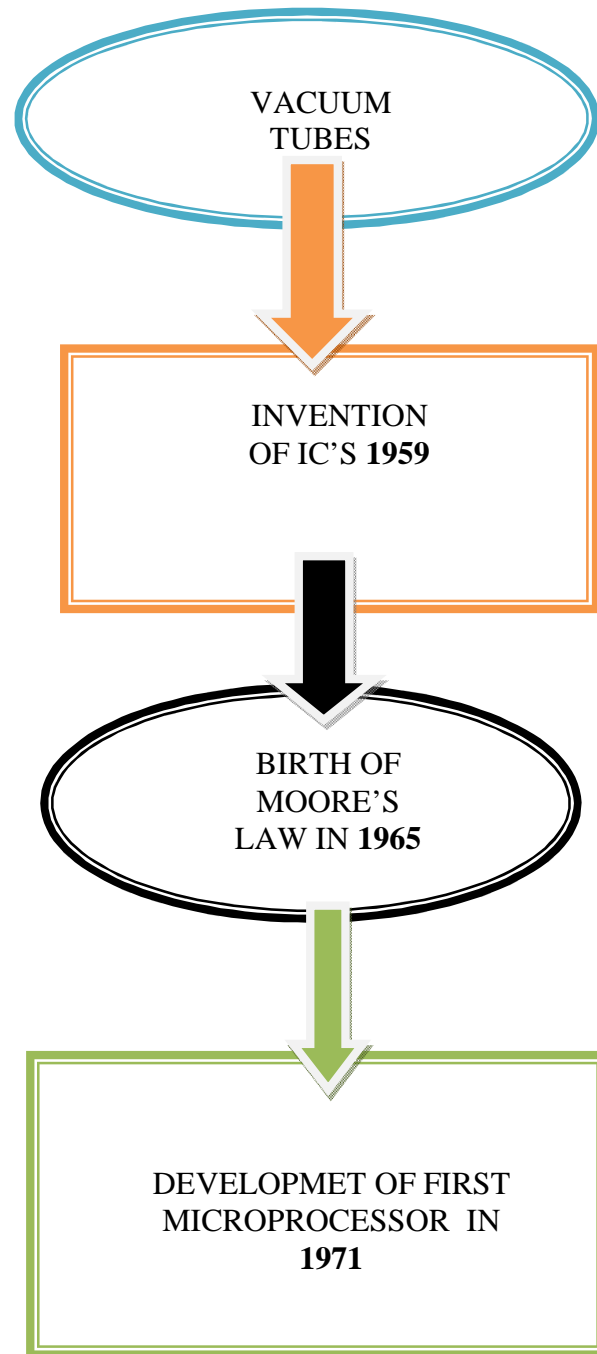 VACUUM
TUBES
INVENTION
OF IC’S 1959
BIRTH OF
MOORE’S
LAW IN 1965
DEVELOPMET OF FIRST
MICROPROCESSOR IN
1971